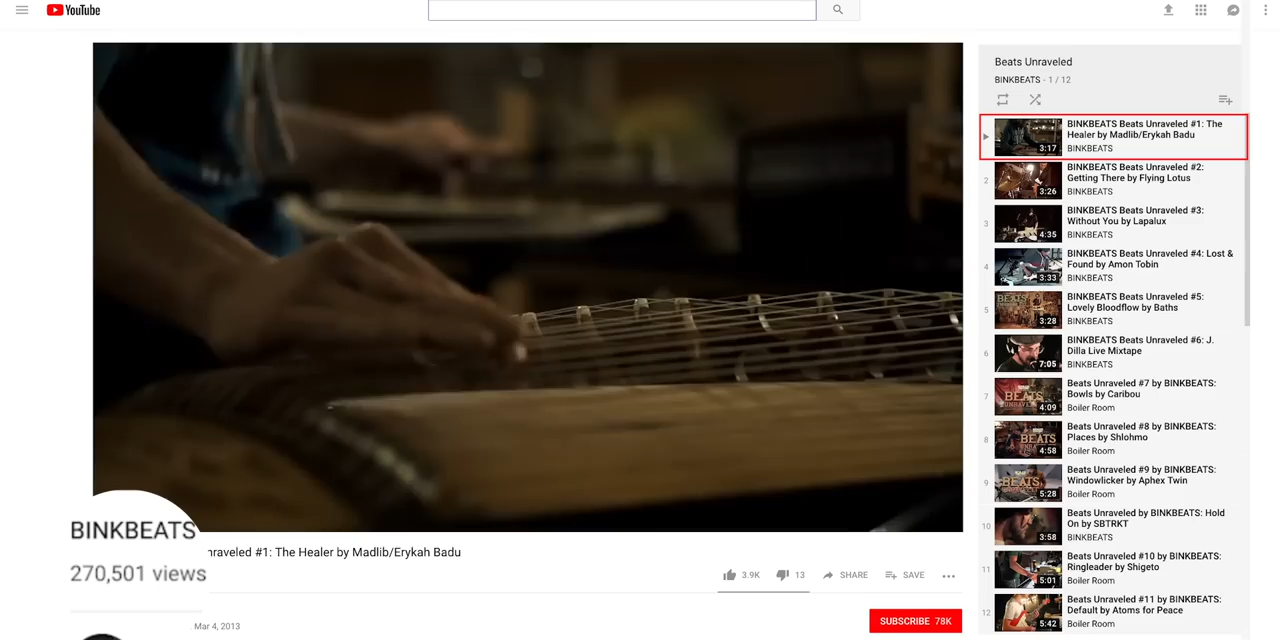 YouTube
Beats Unraveled
BINKBEATS - 1 / 12
BINKBEATS Beats Unraveled #1: The
Healer by Madlib/Erykah Badu
BINKBEATS
3:17
2
BINKBEATS Beats Unraveled #2:
Getting There by Flying Lotus
BINKBEATS
3:26
3
BINKBEATS Beats Unraveled #3:
Without You by Lapalux
BINKBEATS
4:35
4
BINKBEATS Beats Unraveled #4: Lost &
Found by Amon Tobin
BINKBEATS
3:33
5
BINKBEATS Beats Unraveled #5:
Lovely Bloodflow by Baths
BINKBEATS
BEATS
3:28
6
BINKBEATS Beats Unraveled #6: J.
Dilla Live Mixtape
BINKBEATS
7:05
7
Beats Unraveled #7 by BINKBEATS:
Bowls by Caribou
Boiler Room
BEATS
4:09
8
Beats Unraveled #8 by BINKBEATS:
Places by Shlohmo
Boiler Room
BEATS
4:58
9
Beats Unraveled #9 by BINKBEATS:
Windowlicker by Aphex Twin
Boiler Room
BEATS
5:28
10
Beats Unraveled by BINKBEATS: Hold
On by SBTRKT
BINKBEATS
3:58
11
Beats Unraveled #10 by BINKBEATS:
Ringleader by Shigeto
Boiler Room
5:01
12
Beats Unraveled #11 by BINKBEATS:
Default by Atoms for Peace
Boiler Room
5:42
BINKBEATS
raveled #1: The Healer by Madlib/Erykah Badu
270,501 views
3.9K 13 SHARE SAVE
Mar 4, 2013
SUBSCRIBE 78K